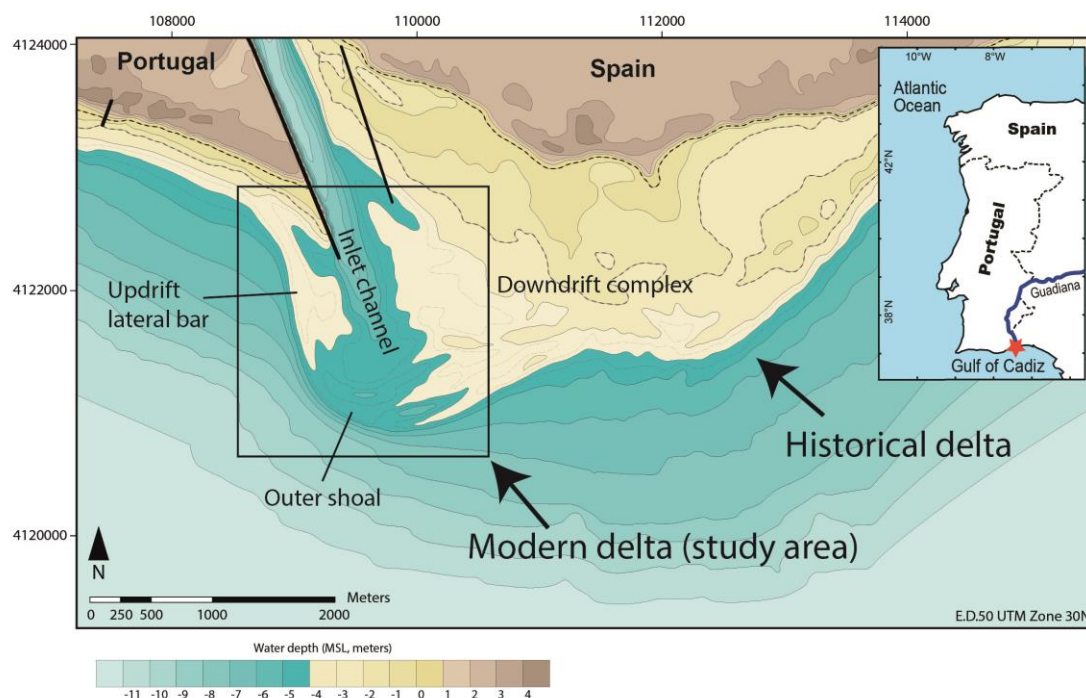 108000 110000 112000 114000
4124000
4122000
4120000
Portugal
Spain
Inlet channel
Updrift
lateral bar
Downdrift complex
Outer shoal
Historical delta
Modern delta (study area)
N
Meters
0 250 500 1000 2000
E.D.50 UTM Zone 30N
10°W 8°W
Atlantic
Ocean
Spain
42°N
Portugal
38°N
Guadiana
Gulf of Cadiz
Water depth (MSL, meters)
-11 -10 -9 -8 -7 -6 -5 -4 -3 -2 -1 0 1 2 3 4